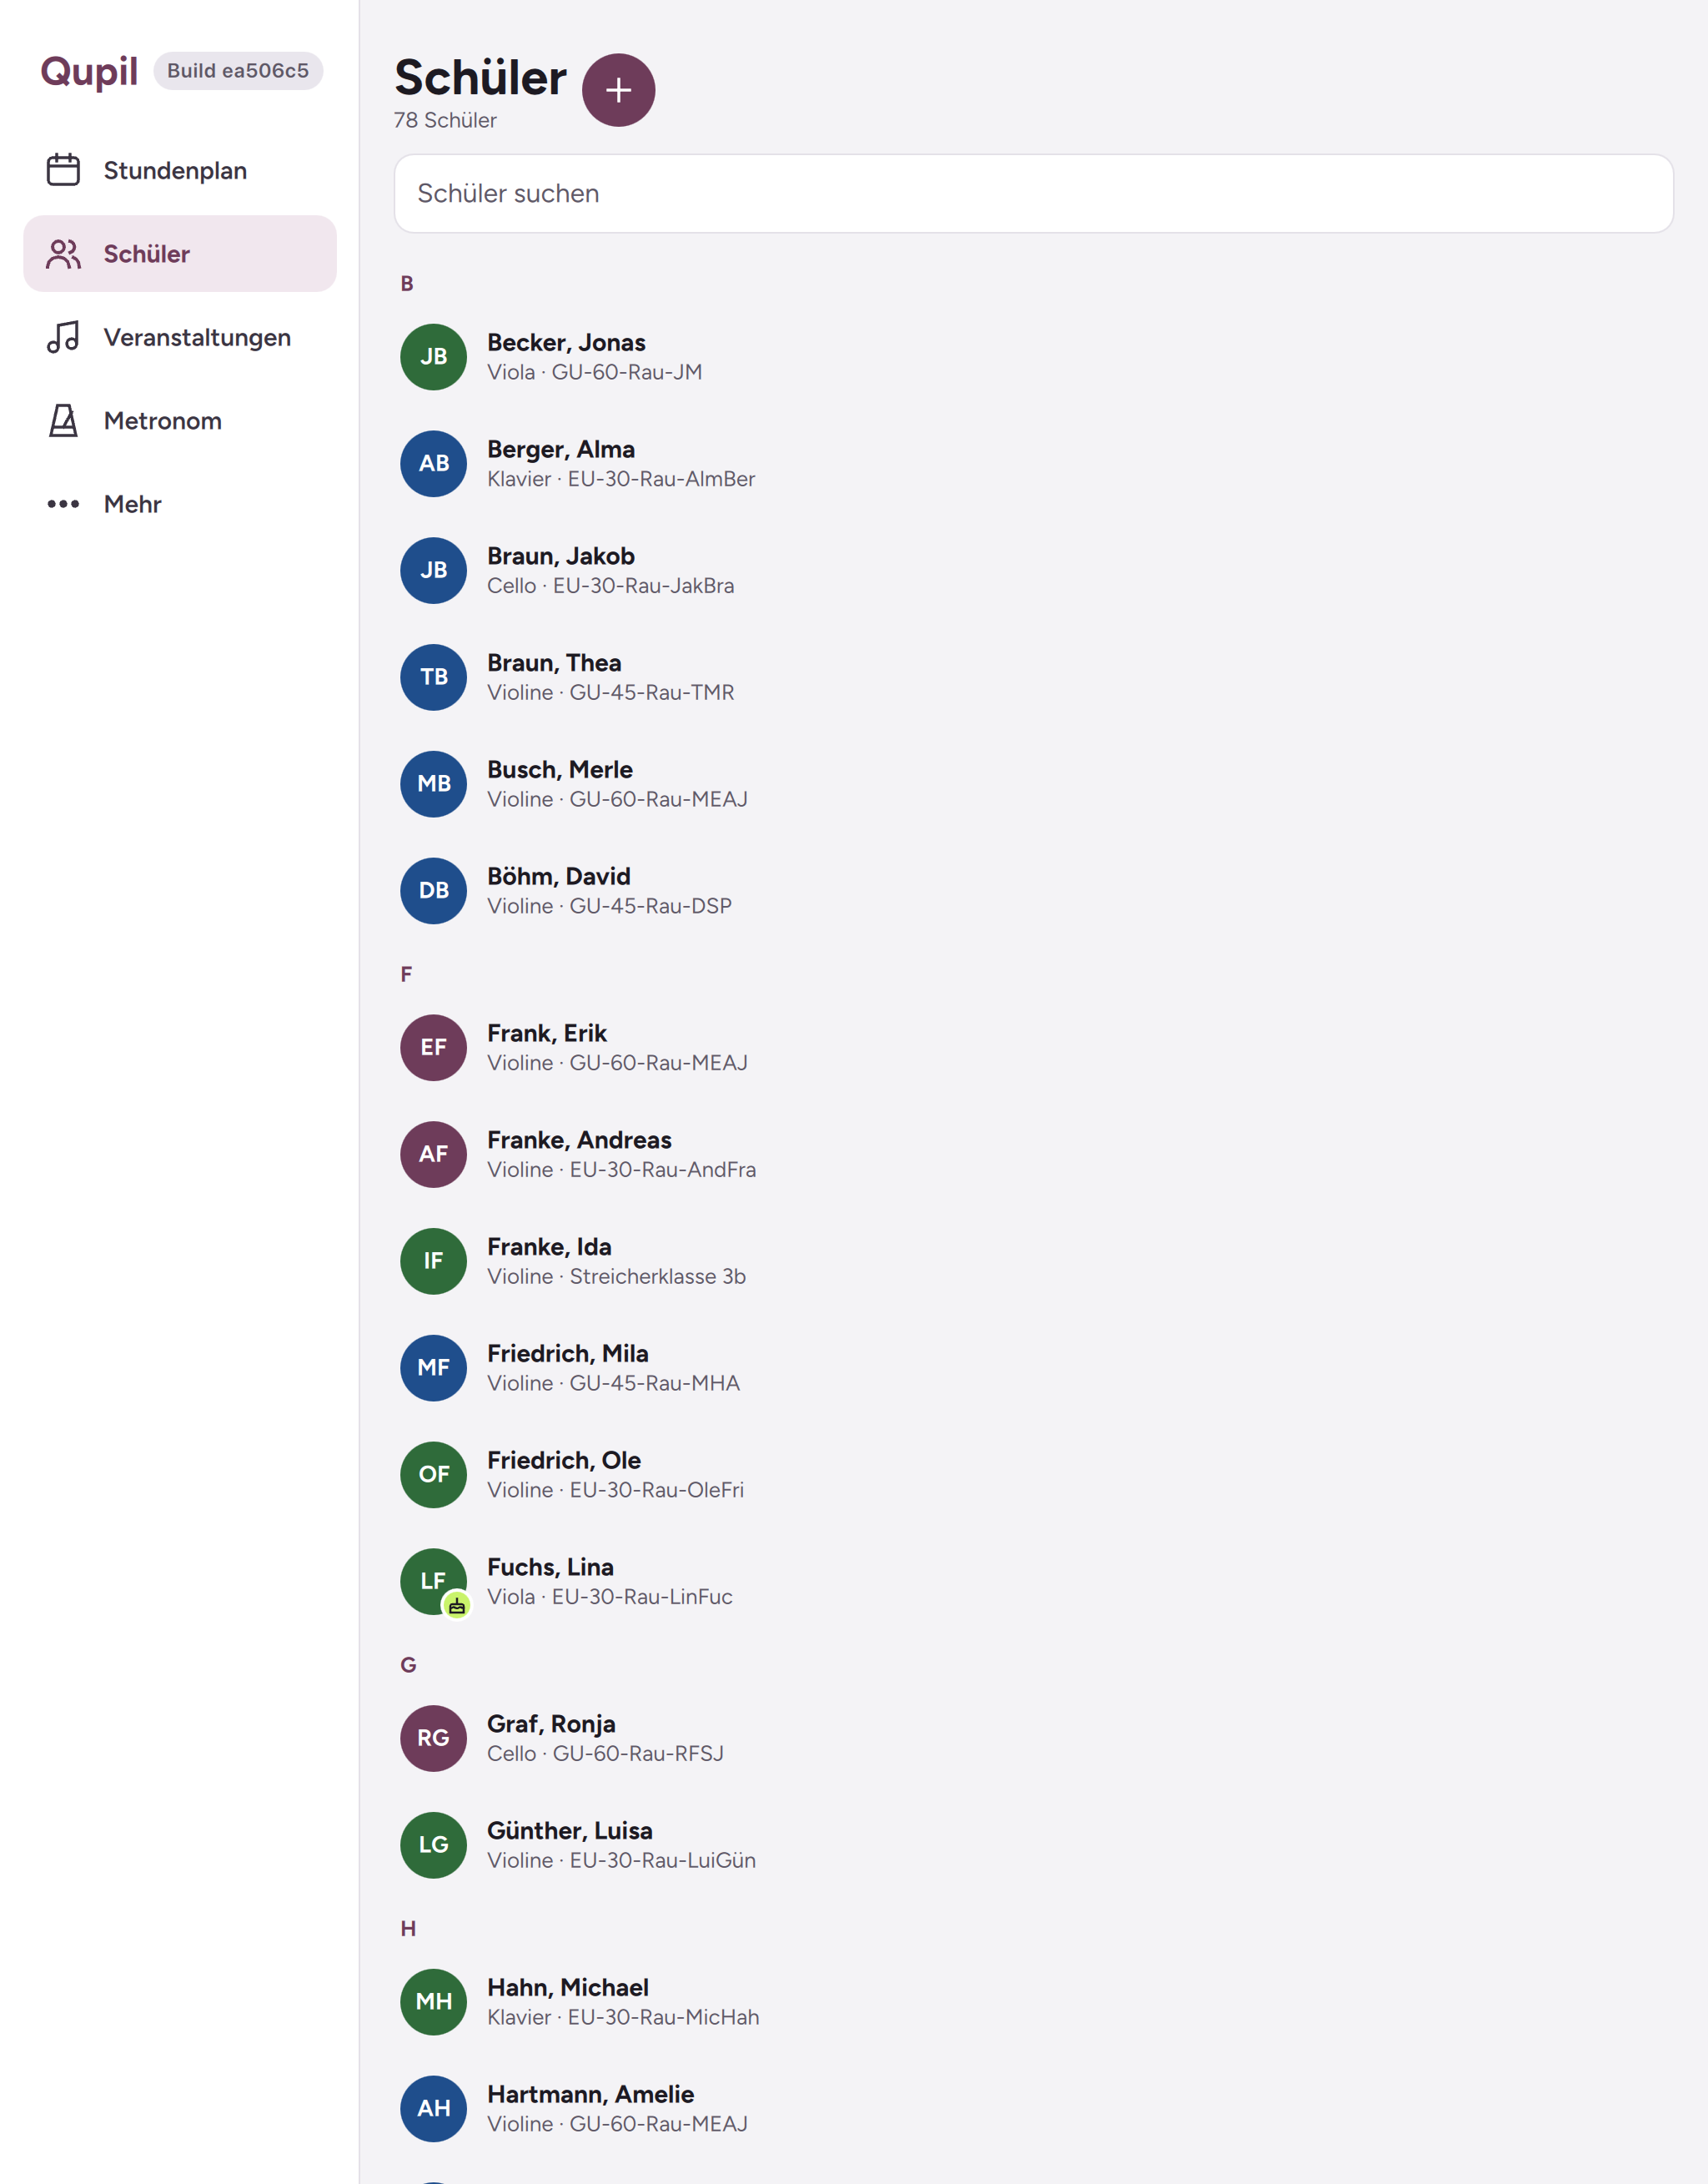 Qupil
Build ea506c5
Stundenplan
Schüler
Veranstaltungen
Metronom
Mehr
Schüler
78 Schüler
Schüler suchen
B
JB
Becker, Jonas
Viola · GU-60-Rau-JM
AB
Berger, Alma
Klavier · EU-30-Rau-AlmBer
JB
Braun, Jakob
Cello · EU-30-Rau-JakBra
TB
Braun, Thea
Violine · GU-45-Rau-TMR
MB
Busch, Merle
Violine · GU-60-Rau-MEAJ
DB
Böhm, David
Violine · GU-45-Rau-DSP
F
EF
Frank, Erik
Violine · GU-60-Rau-MEAJ
AF
Franke, Andreas
Violine · EU-30-Rau-AndFra
IF
Franke, Ida
Violine · Streicherklasse 3b
MF
Friedrich, Mila
Violine · GU-45-Rau-MHA
OF
Friedrich, Ole
Violine · EU-30-Rau-OleFri
LF
Fuchs, Lina
Viola · EU-30-Rau-LinFuc
G
RG
Graf, Ronja
Cello · GU-60-Rau-RFSJ
LG
Günther, Luisa
Violine · EU-30-Rau-LuiGün
H
MH
Hahn, Michael
Klavier · EU-30-Rau-MicHah
AH
Hartmann, Amelie
Violine · GU-60-Rau-MEAJ